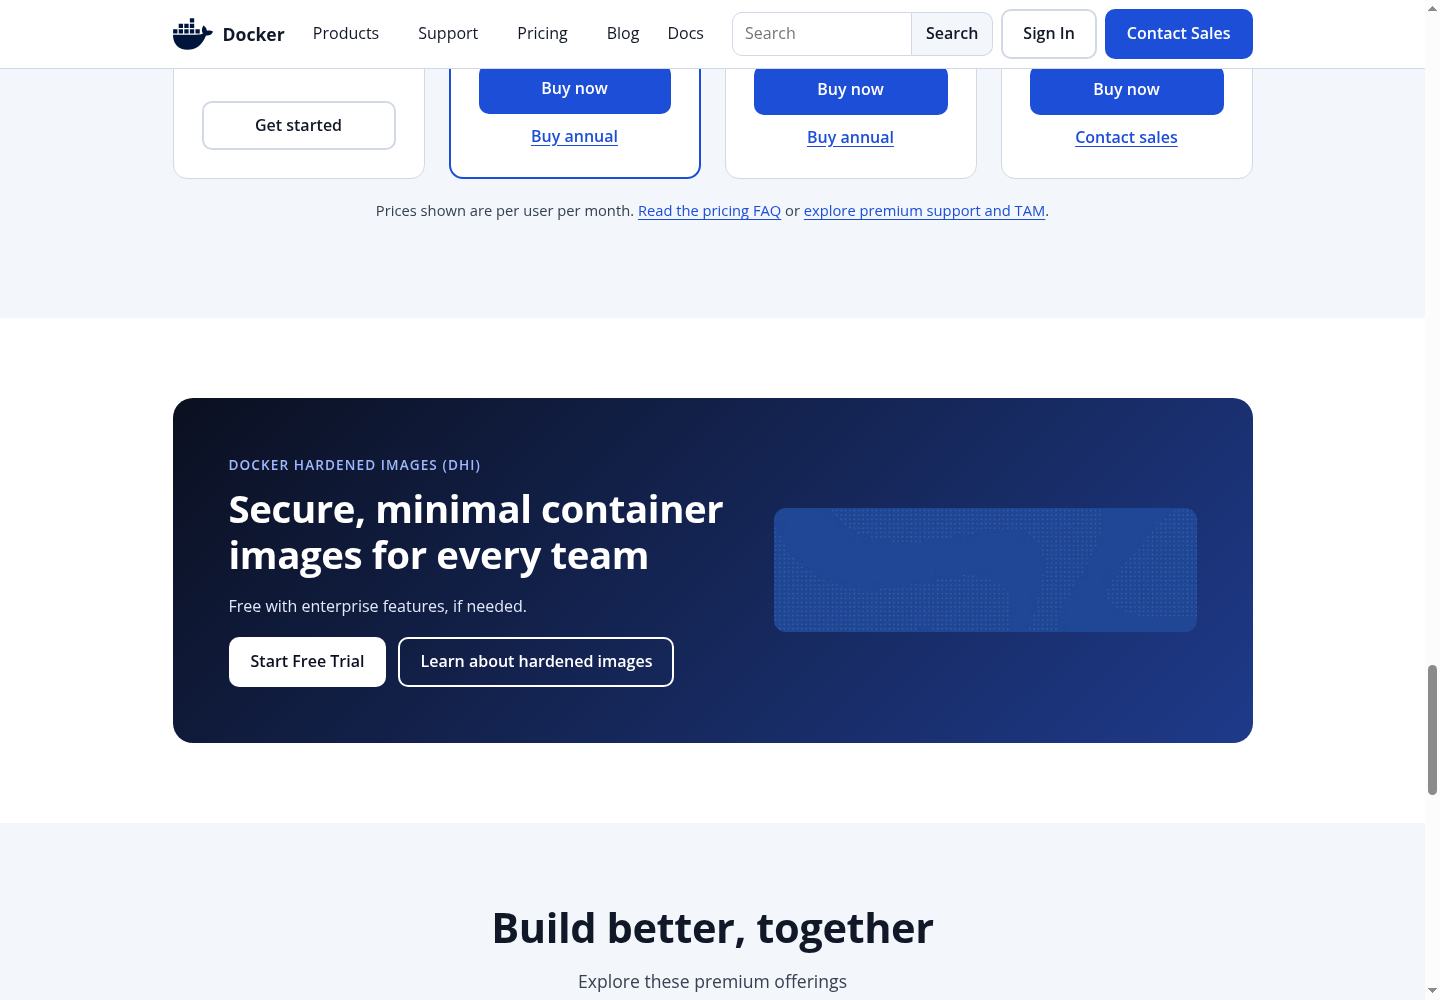 Docker
Products
Support
Pricing
Blog
Docs
Search
Search
Sign In
Contact Sales
Get started
Buy now
Buy annual
Buy now
Buy annual
Buy now
Contact sales
Prices shown are per user per month. Read the pricing FAQ or explore premium support and TAM.
DOCKER HARDENED IMAGES (DHI)
Secure, minimal container
images for every team
Free with enterprise features, if needed.
Start Free Trial
Learn about hardened images
Build better, together
Explore these premium offerings